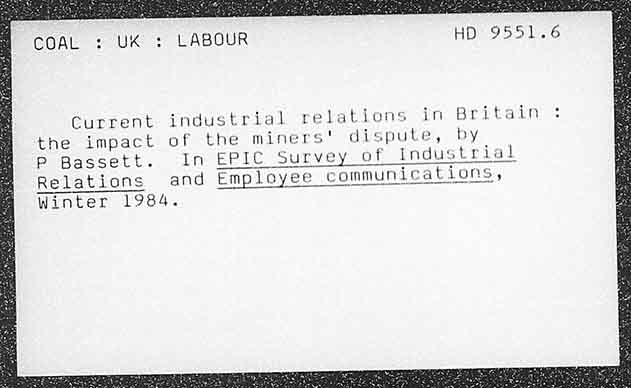 COAL : UK : LABOUR HD 9551.6
Current industrial relations in Britain :
the impact of the miners' dispute, by
P Bassett. In EPIC Survey of Industrial
Relations and Employee communications,
Winter 1984.